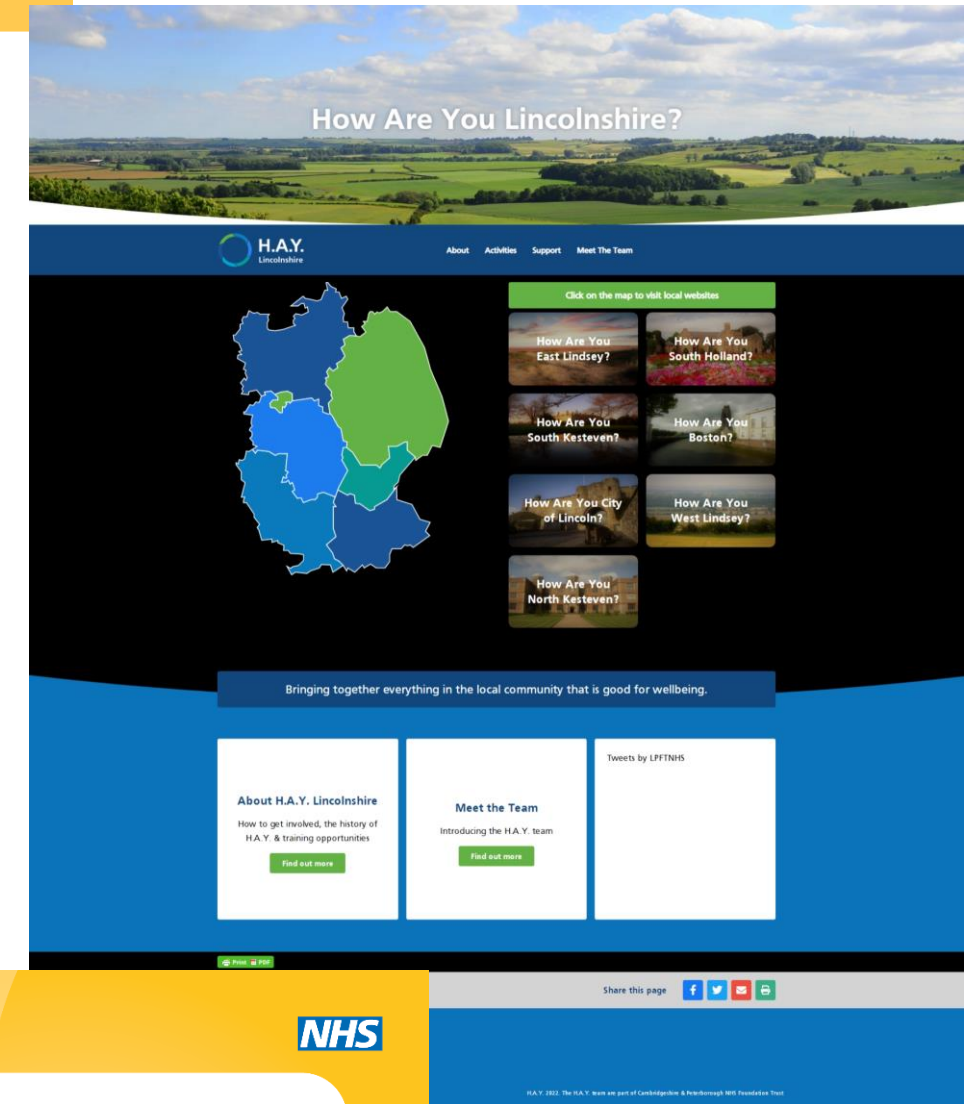 How Are You Lincolnshire?
H.A.Y.
Lincolnshire
About Activities Support Meet The Team
Click on the map to visit local websites
How Are You
East Lindsey?
How Are You
South Holland?
How Are You
South Kesteven?
How Are You
Boston?
How Are You City
of Lincoln?
How Are You
West Lindsey?
How Are You
North Kesteven?
Bringing together everything in the local community that is good for wellbeing.
About H.A.Y. Lincolnshire
How to get involved, the history of
H.A.Y. & training opportunities
Find out more
Meet the Team
Introducing the H.A.Y. team
Find out more
Tweets by LPFTNHS
Print PDF
Share this page
NHS
H.A.Y. 2022. The H.A.Y. team are part of Cambridgeshire & Peterborough NHS Foundation Trust